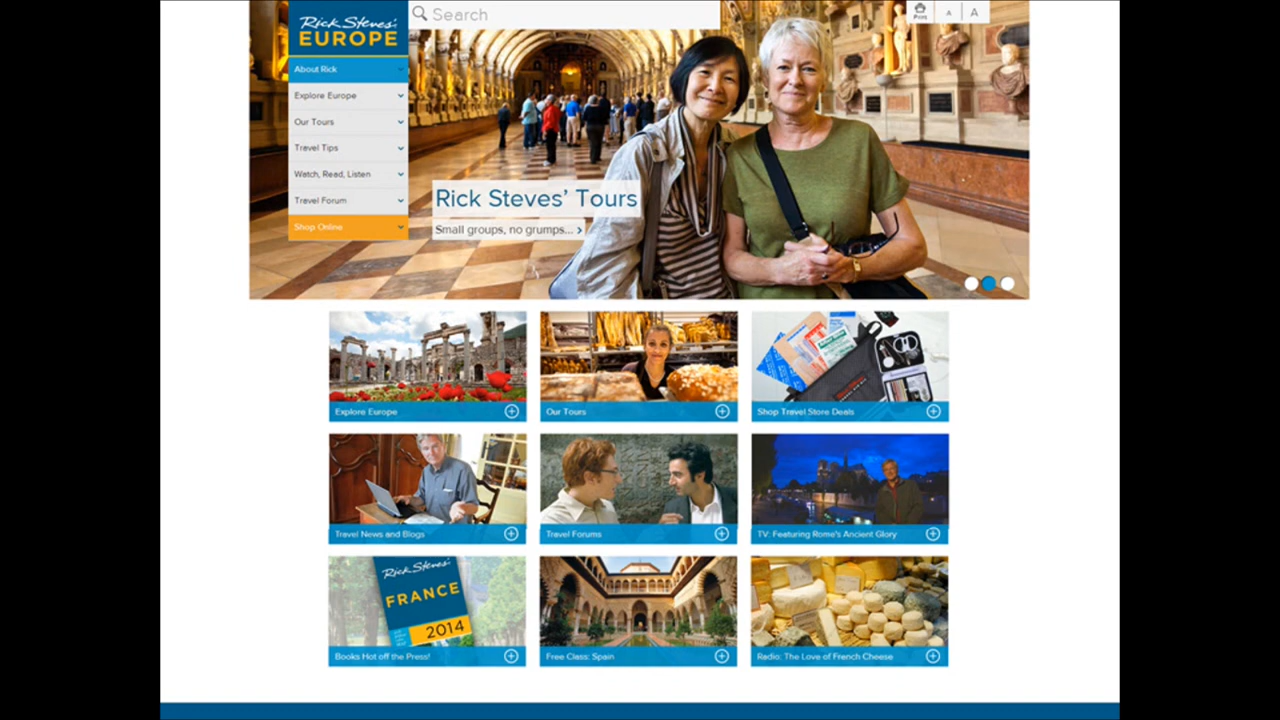 Rick Steves'
EUROPE
Search
Print
A
A
About Rick
Explore Europe
Our Tours
Travel Tips
Watch, Read, Listen
Travel Forum
Shop Online
Rick Steves' Tours
Small groups, no grumps...
Explore Europe
Our Tours
Shop Travel Store Deals
Travel News and Blogs
Travel Forums
TV: Featuring Rome's Ancient Glory
Rick Steves'
FRANCE
2014
Books Hot off the Press!
Free Class: Spain
Radio: The Love of French Cheese